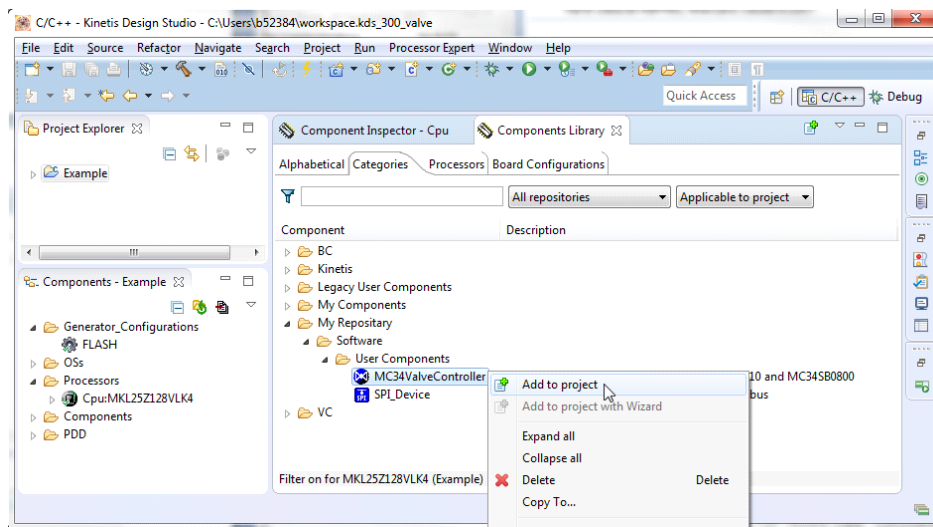 C/C++ - Kinetis Design Studio - C:\Users\b52384\workspace.kds_300_valve
File Edit Source Refactor Navigate Search Project Run Processor Expert Window Help
Quick Access
C/C++
Debug
Project Explorer
Example
Components - Example
Generator_Configurations
FLASH
OSs
Processors
Cpu:MKL25Z128VLK4
Components
PDD
Component Inspector - Cpu
Components Library
Alphabetical Categories Processors Board Configurations
All repositories
Applicable to project
Component Description
BC
Kinetis
Legacy User Components
My Components
My Repositary
Software
User Components
MC34ValveController 10 and MC34SB0800
SPI_Device bus
VC
Filter on for MKL25Z128VLK4 (Example)
Add to project
Add to project with Wizard
Expand all
Collapse all
Delete Delete
Copy To...